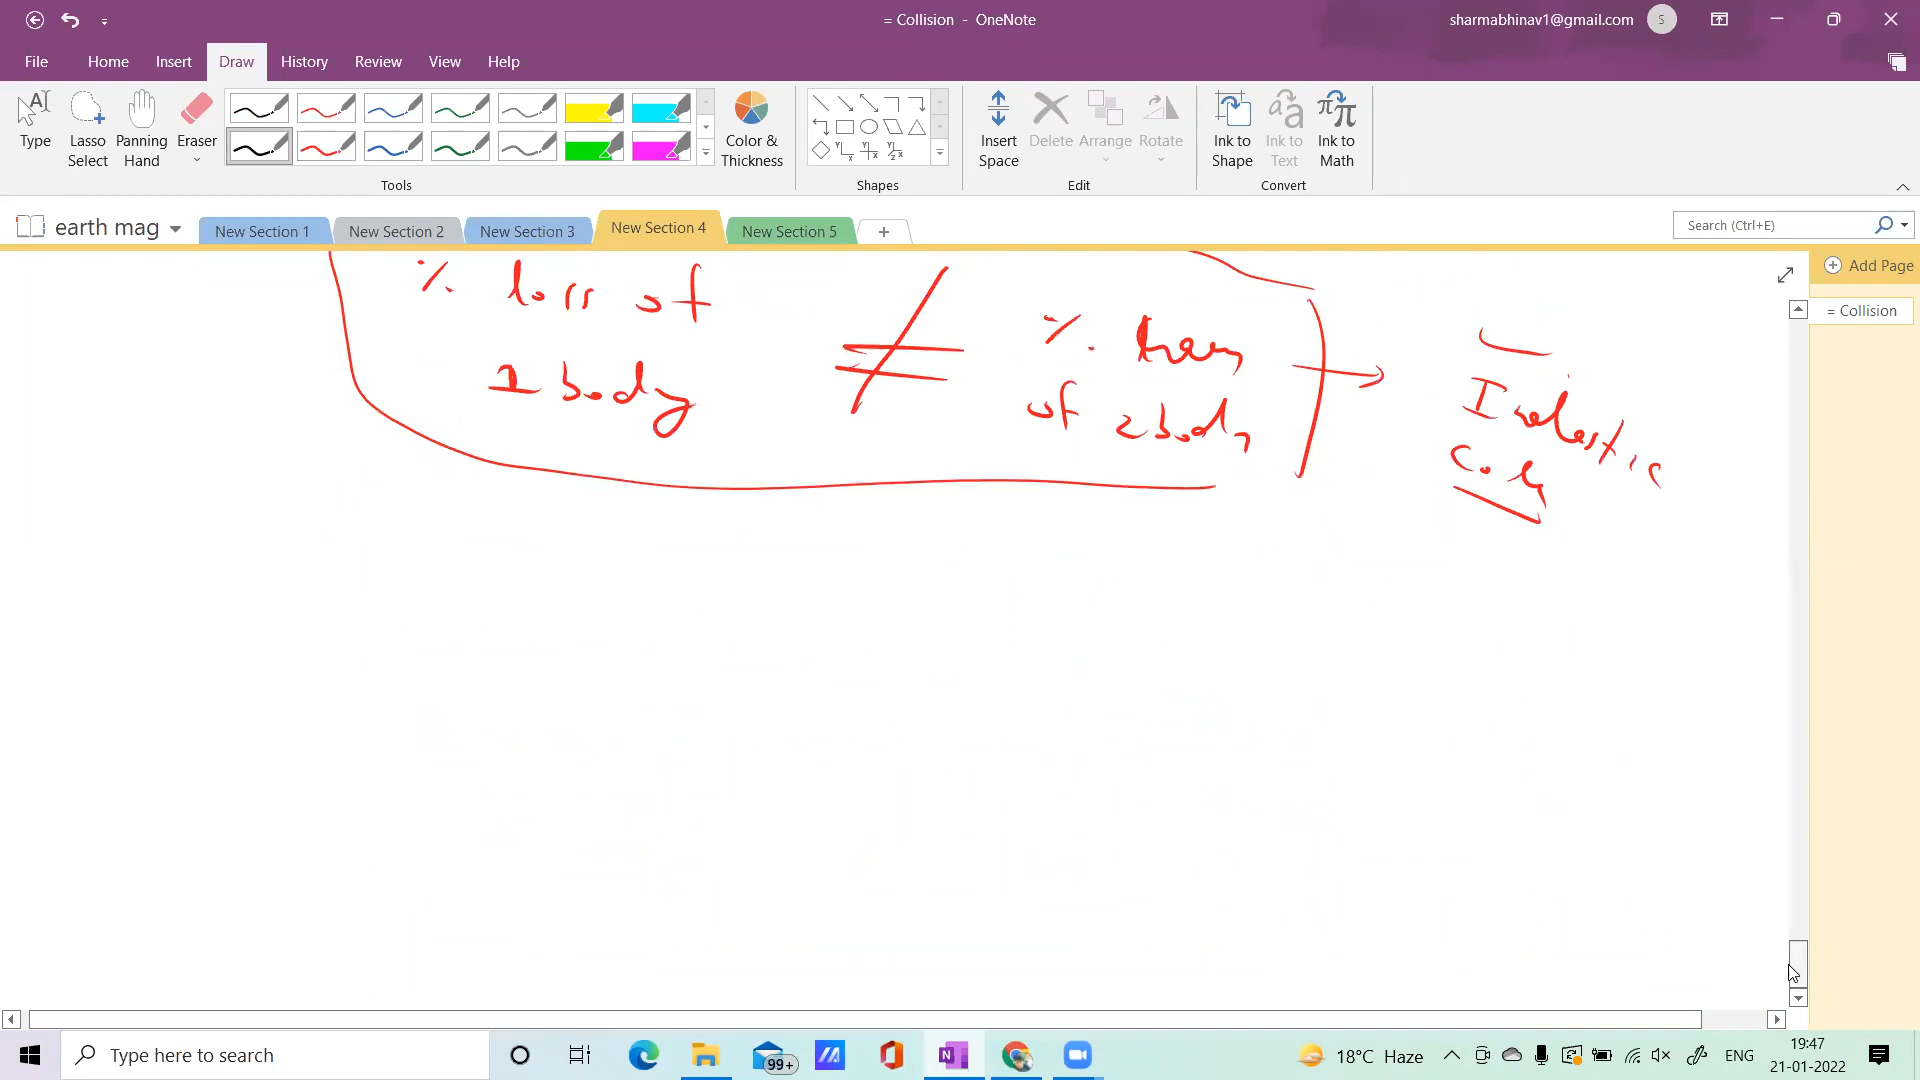 = Collision - OneNote
sharmabhinav1@gmail.com
S
File Home Insert Draw History Review View Help
Type
Lasso Select
Panning Hand
Eraser
Color & Thickness
Insert Space
Delete
Arrange
Rotate
Ink to Shape
Ink to Text
Ink to Math
Tools
Shapes
Edit
Convert
earth mag
New Section 1
New Section 2
New Section 3
New Section 4
New Section 5
Search (Ctrl+E)
Add Page
= Collision
% loss of
1 body
≠
%
of 2 body
Inelastic
Type here to search
99+
18°C Haze
ENG
19:47
21-01-2022